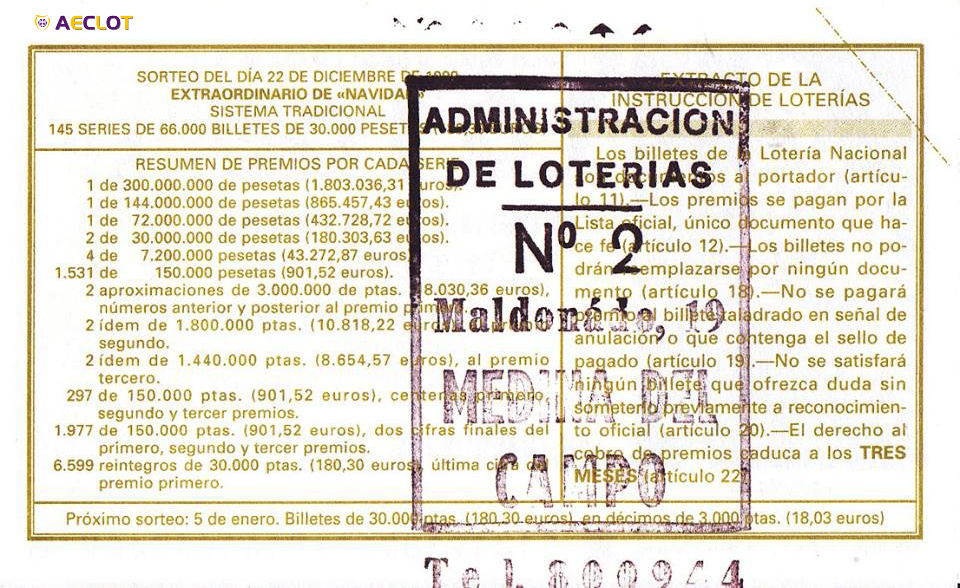 AECLOT
SORTEO DEL DÍA 22 DE DICIEMBRE DE
EXTRAORDINARIO DE «NAVIDAD»
SISTEMA TRADICIONAL
145 SERIES DE 66.000 BILLETES DE 30.000 PESETAS
RESUMEN DE PREMIOS POR CADA SERIE
1 de 300.000.000 de pesetas (1.803.036,31 euros).
1 de 144.000.000 de pesetas (865.457,43 euros).
1 de 72.000.000 de pesetas (432.728,72 euros).
2 de 30.000.000 de pesetas (180.303,63 euros).
4 de 7.200.000 pesetas (43.272,87 euros)
1.531 de 150.000 pesetas (901,52 euros).
2 aproximaciones de 3.000.000 de ptas. (18.030,36 euros),
números anterior y posterior al premio primero.
2 ídem de 1.800.000 ptas. (10.818,22 euros),
segundo.
2 ídem de 1.440.000 ptas. (8.654,57 euros), al premio
tercero.
297 de 150.000 ptas. (901,52 euros), centenas primero,
segundo y tercer premios.
1.977 de 150.000 ptas. (901,52 euros), dos cifras finales del
primero, segundo y tercer premios.
6.599 reintegros de 30.000 ptas. (180,30 euros), última cifra del
premio primero.
EXTRACTO DE LA
INSTRUCCIÓN DE LOTERÍAS
Los billetes de la Lotería Nacional
son documentos al portador (artícu-
lo 11).—Los premios se pagan por la
Lista oficial, único documento que ha-
ce fe (artículo 12).—Los billetes no po-
drán reemplazarse por ningún docu-
mento (artículo 18).—No se pagará
premio al billete taladrado en señal de
anulación o que contenga el sello de
pagado (artículo 19).—No se satisfará
ningún billete que ofrezca duda sin
someterlo previamente a reconocimien-
to oficial (artículo 20).—El derecho al
cobro de premios caduca a los TRES
MESES (artículo 22)
Próximo sorteo: 5 de enero. Billetes de 30.000 ptas. (180,30 euros), en décimos de 3.000 ptas. (18,03 euros)
ADMINISTRACION
DE LOTERIAS
Nº 2
Maldonádo, 19
MEDINA DEL
CAMPO
Tel. 800944